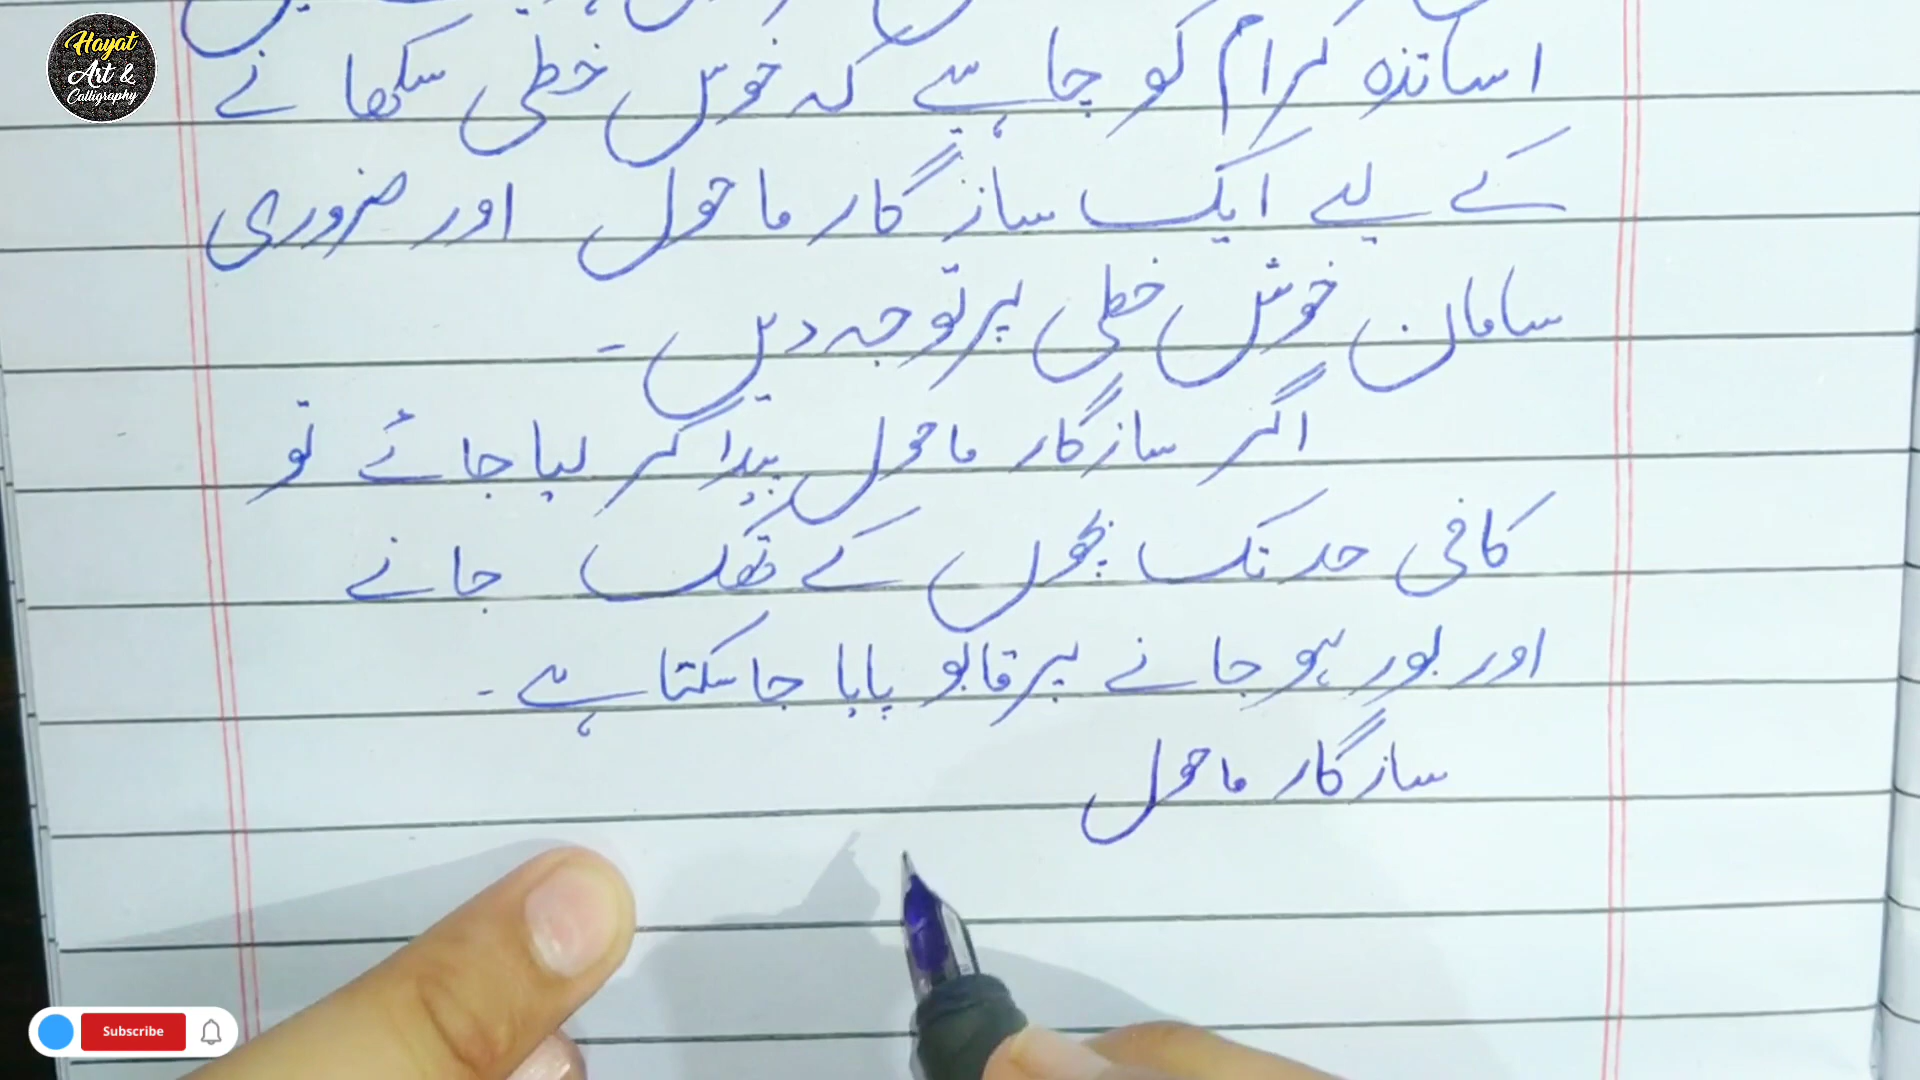 Hayat
Art &
Calligraphy
اساتذہ کرام کو چاہیے کہ خوش خطی سکھانے
کے لیے ایک سازگار ماحول اور ضروری
سامان خوش خطی پر توجہ دیں ۔
اگر سازگار ماحول پیدا کر لیا جائے تو
کافی حد تک بچوں کے تھک جانے
اور بور ہو جانے پر قابو پایا جا سکتا ہے ۔
سازگار ماحول
Subscribe